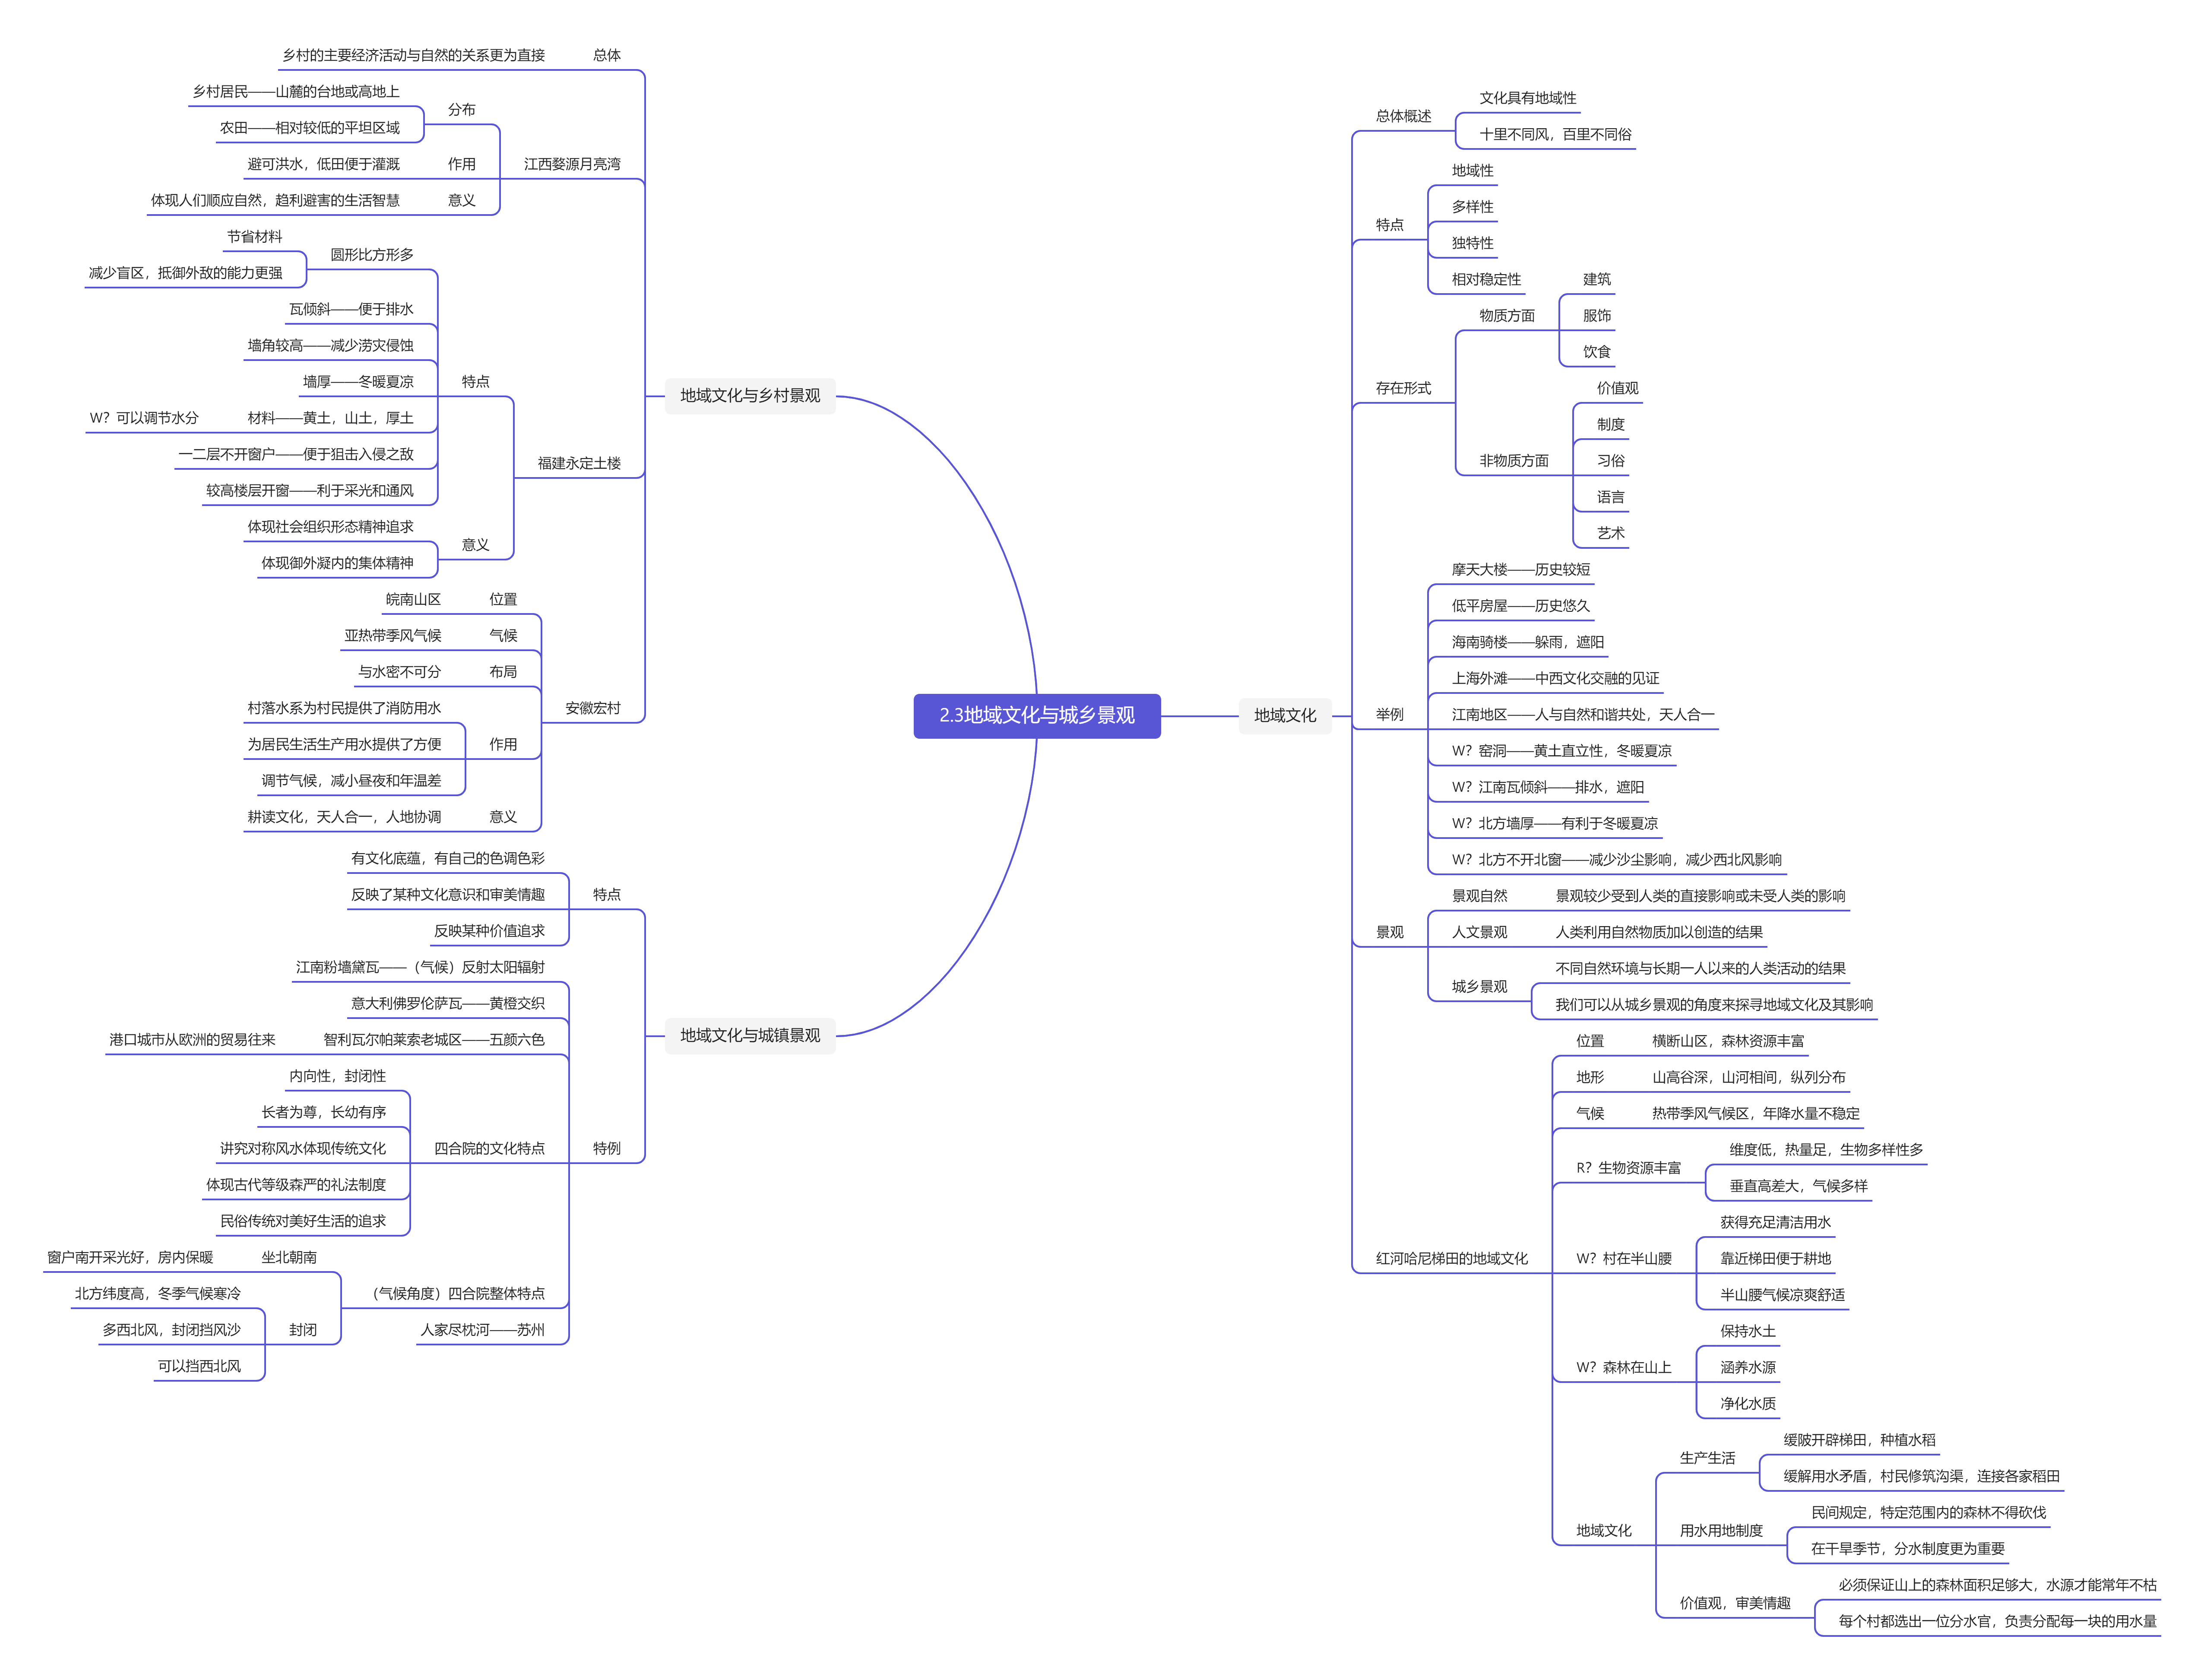 2.3地域文化与城乡景观
地域文化
总体概述
文化具有地域性
十里不同风，百里不同俗
特点
地域性
多样性
独特性
相对稳定性
存在形式
物质方面
建筑
服饰
饮食
非物质方面
价值观
制度
习俗
语言
艺术
举例
摩天大楼——历史较短
低平房屋——历史悠久
海南骑楼——躲雨，遮阳
上海外滩——中西文化交融的见证
江南地区——人与自然和谐共处，天人合一
W？窑洞——黄土直立性，冬暖夏凉
W？江南瓦倾斜——排水，遮阳
W？北方墙厚——有利于冬暖夏凉
W？北方不开北窗——减少沙尘影响，减少西北风影响
景观
景观自然
景观较少受到人类的直接影响或未受人类的影响
人文景观
人类利用自然物质加以创造的结果
城乡景观
不同自然环境与长期一人以来的人类活动的结果
我们可以从城乡景观的角度来探寻地域文化及其影响
红河哈尼梯田的地域文化
位置
横断山区，森林资源丰富
地形
山高谷深，山河相间，纵列分布
气候
热带季风气候区，年降水量不稳定
R？生物资源丰富
维度低，热量足，生物多样性多
垂直高差大，气候多样
W？村在半山腰
获得充足清洁用水
靠近梯田便于耕地
半山腰气候凉爽舒适
W？森林在山上
保持水土
涵养水源
净化水质
地域文化
生产生活
缓陂开辟梯田，种植水稻
缓解用水矛盾，村民修筑沟渠，连接各家稻田
用水用地制度
民间规定，特定范围内的森林不得砍伐
在干旱季节，分水制度更为重要
价值观，审美情趣
必须保证山上的森林面积足够大，水源才能常年不枯
每个村都选出一位分水官，负责分配每一块的用水量
地域文化与乡村景观
总体
乡村的主要经济活动与自然的关系更为直接
江西婺源月亮湾
分布
乡村居民——山麓的台地或高地上
农田——相对较低的平坦区域
作用
避可洪水，低田便于灌溉
意义
体现人们顺应自然，趋利避害的生活智慧
福建永定土楼
特点
圆形比方形多
节省材料
减少盲区，抵御外敌的能力更强
瓦倾斜——便于排水
墙角较高——减少涝灾侵蚀
墙厚——冬暖夏凉
材料——黄土，山土，厚土
W？可以调节水分
一二层不开窗户——便于狙击入侵之敌
较高楼层开窗——利于采光和通风
意义
体现社会组织形态精神追求
体现御外凝内的集体精神
安徽宏村
位置
皖南山区
气候
亚热带季风气候
布局
与水密不可分
作用
村落水系为村民提供了消防用水
为居民生活生产用水提供了方便
调节气候，减小昼夜和年温差
意义
耕读文化，天人合一，人地协调
地域文化与城镇景观
特点
有文化底蕴，有自己的色调色彩
反映了某种文化意识和审美情趣
反映某种价值追求
特例
江南粉墙黛瓦——（气候）反射太阳辐射
意大利佛罗伦萨瓦——黄橙交织
智利瓦尔帕莱索老城区——五颜六色
港口城市从欧洲的贸易往来
四合院的文化特点
内向性，封闭性
长者为尊，长幼有序
讲究对称风水体现传统文化
体现古代等级森严的礼法制度
民俗传统对美好生活的追求
（气候角度）四合院整体特点
坐北朝南
窗户南开采光好，房内保暖
封闭
北方纬度高，冬季气候寒冷
多西北风，封闭挡风沙
可以挡西北风
人家尽枕河——苏州